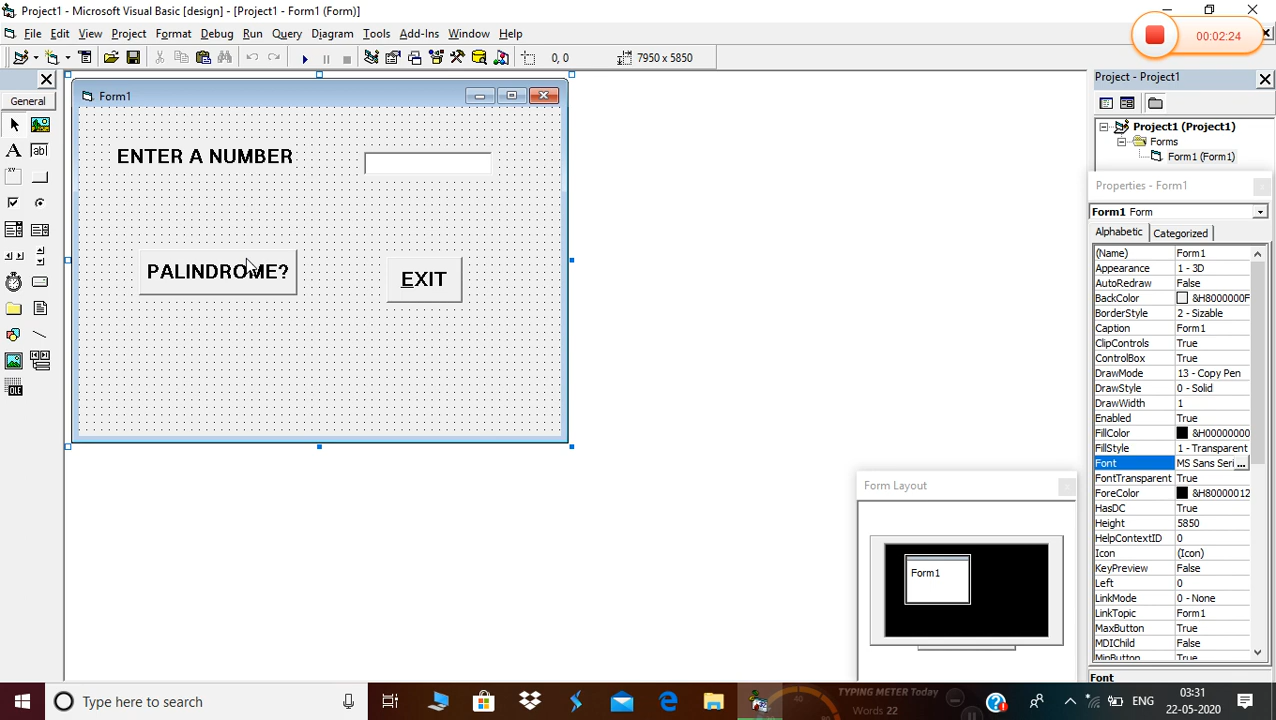 Project1 - Microsoft Visual Basic [design] - [Project1 - Form1 (Form)]
File Edit View Project Format Debug Run Query Diagram Tools Add-Ins Window Help
00:02:24
0, 0
7950 x 5850
General
Form1
ENTER A NUMBER
PALINDROME?
EXIT
Project - Project1
Project1 (Project1)
Forms
Form1 (Form1)
Properties - Form1
Form1 Form
Alphabetic Categorized
(Name) Form1
Appearance 1 - 3D
AutoRedraw False
BackColor &H8000000F
BorderStyle 2 - Sizable
Caption Form1
ClipControls True
ControlBox True
DrawMode 13 - Copy Pen
DrawStyle 0 - Solid
DrawWidth 1
Enabled True
FillColor &H00000000
FillStyle 1 - Transparent
Font MS Sans Seri ...
FontTransparent True
ForeColor &H80000012
HasDC True
Height 5850
HelpContextID 0
Icon (Icon)
KeyPreview False
Left 0
LinkMode 0 - None
LinkTopic Form1
MaxButton True
MDIChild False
MinButton True
Font
Form Layout
Form1
Type here to search
TYPING METER Today
Words 22
ENG
03:31
22-05-2020